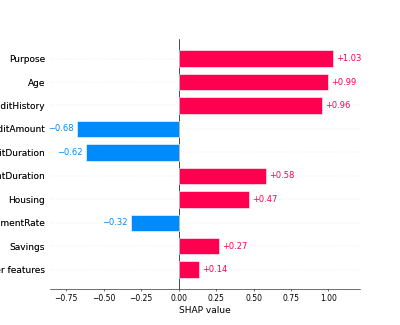 Purpose +1.03
Age +0.99
ditHistory +0.96
ditAmount −0.68
itDuration −0.62
ntDuration +0.58
Housing +0.47
mentRate −0.32
Savings +0.27
r features +0.14
−0.75 −0.50 −0.25 0.00 0.25 0.50 0.75 1.00
SHAP value